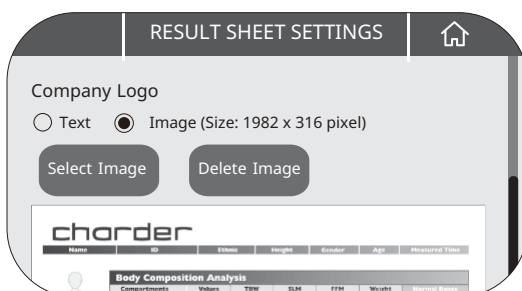 RESULT SHEET SETTINGS
Company Logo
Text Image (Size: 1982 x 316 pixel)
Select Image Delete Image
charder
Name ID Ethnic Height Gender Age Measured Time
Body Composition Analysis
Compartments Values TBW SLM FFM Weight Normal Range